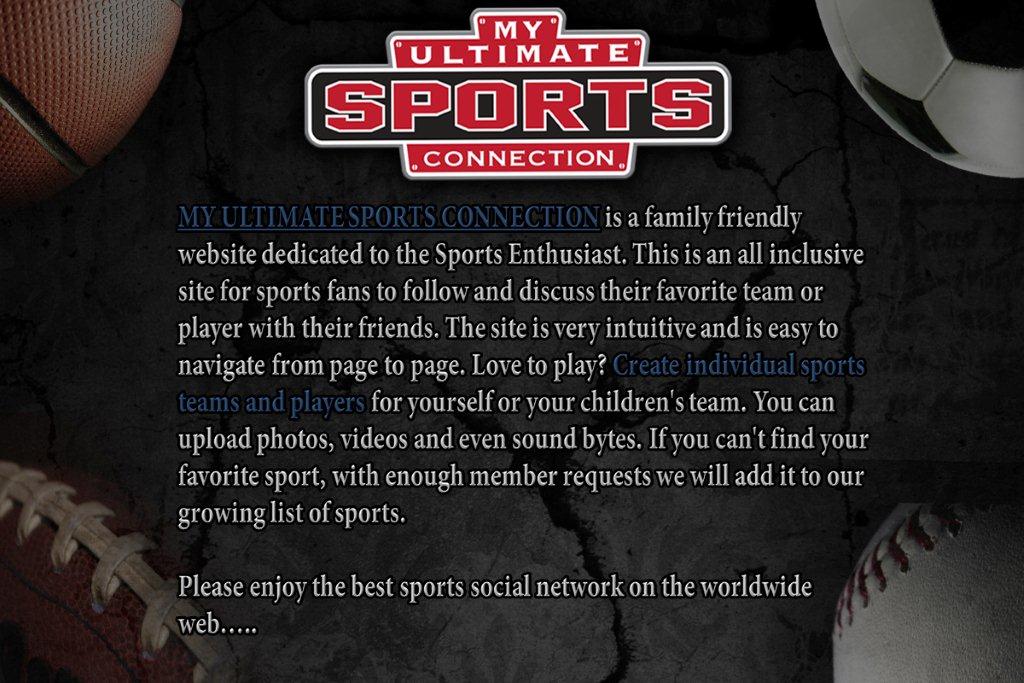 MY
ULTIMATE
SPORTS
CONNECTION
MY ULTIMATE SPORTS CONNECTION is a family friendly
website dedicated to the Sports Enthusiast. This is an all inclusive
site for sports fans to follow and discuss their favorite team or
player with their friends. The site is very intuitive and is easy to
navigate from page to page. Love to play? Create individual sports
teams and players for yourself or your children's team. You can
upload photos, videos and even sound bytes. If you can't find your
favorite sport, with enough member requests we will add it to our
growing list of sports.
Please enjoy the best sports social network on the worldwide
web…..